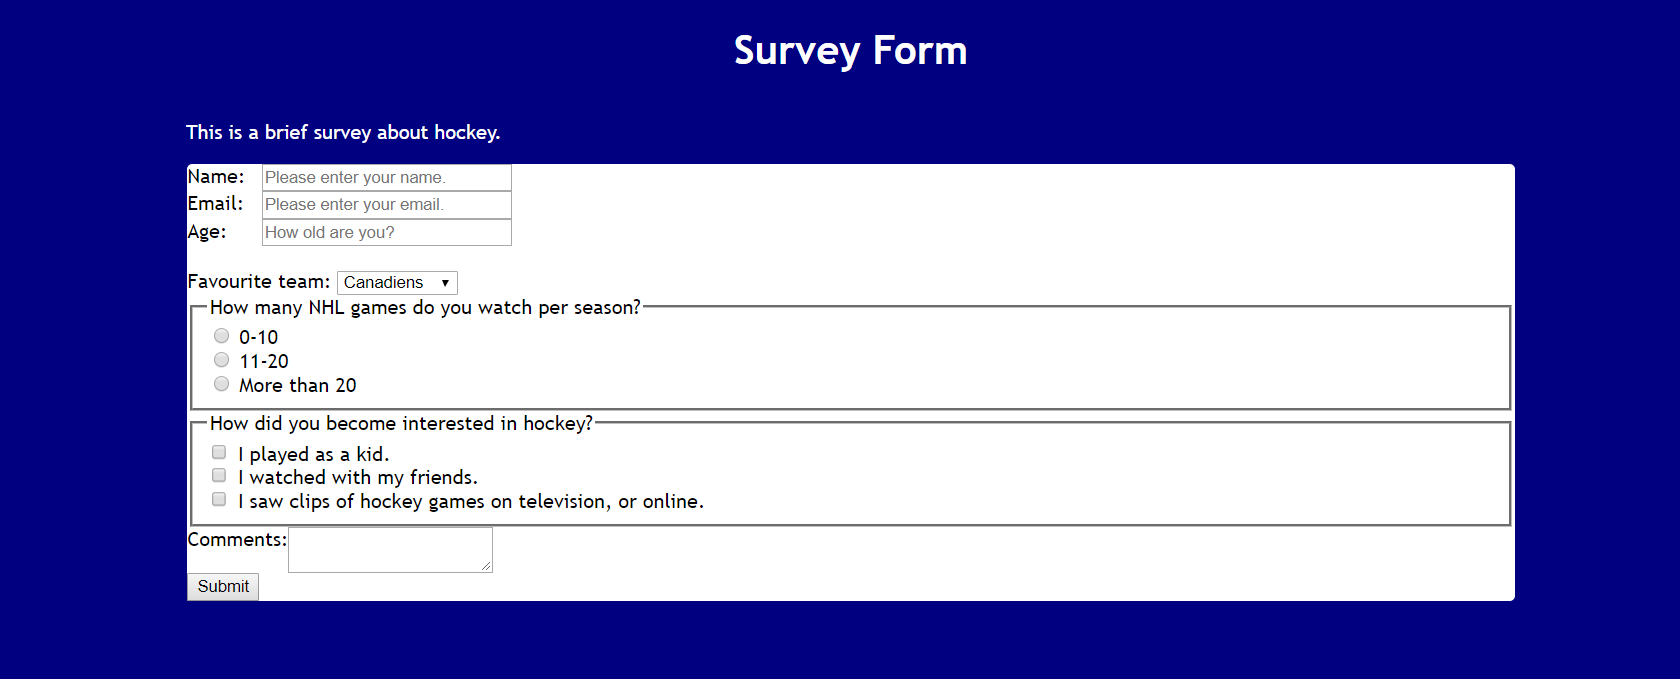 Survey Form
This is a brief survey about hockey.
Name: Please enter your name.
Email: Please enter your email.
Age: How old are you?
Favourite team: Canadiens
How many NHL games do you watch per season?
0-10
11-20
More than 20
How did you become interested in hockey?
I played as a kid.
I watched with my friends.
I saw clips of hockey games on television, or online.
Comments:
Submit